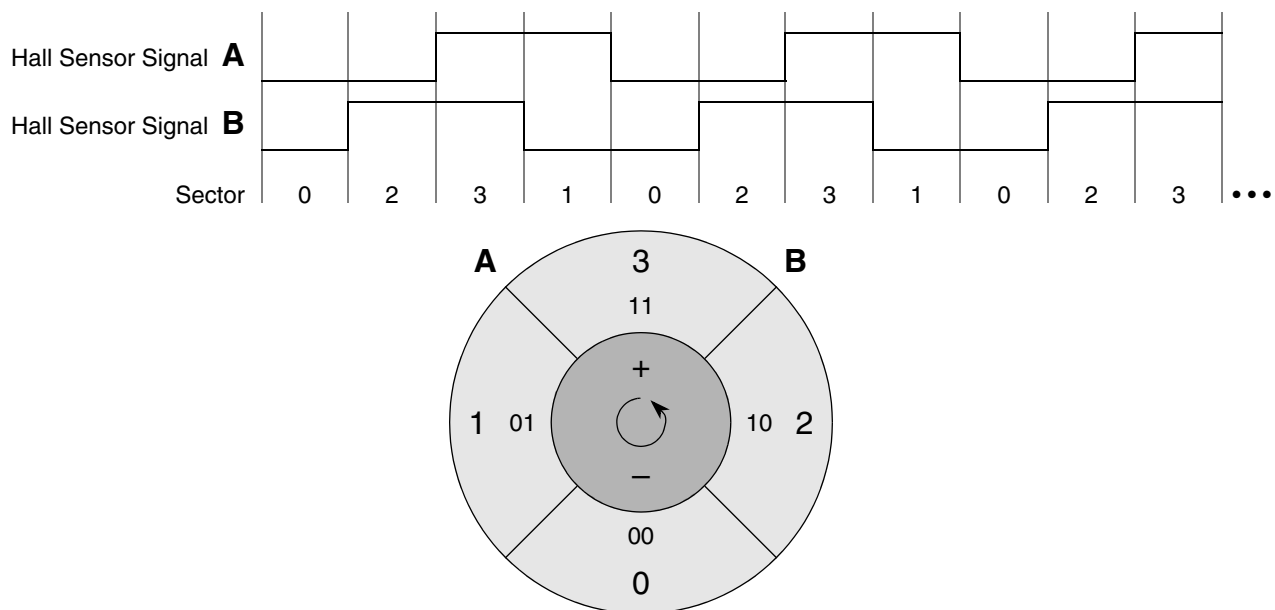 Hall Sensor Signal A
Hall Sensor Signal B
Sector 0 2 3 1 0 2 3 1 0 2 3 •••
A 3 B
11
+
1 01 10 2
−
00
0